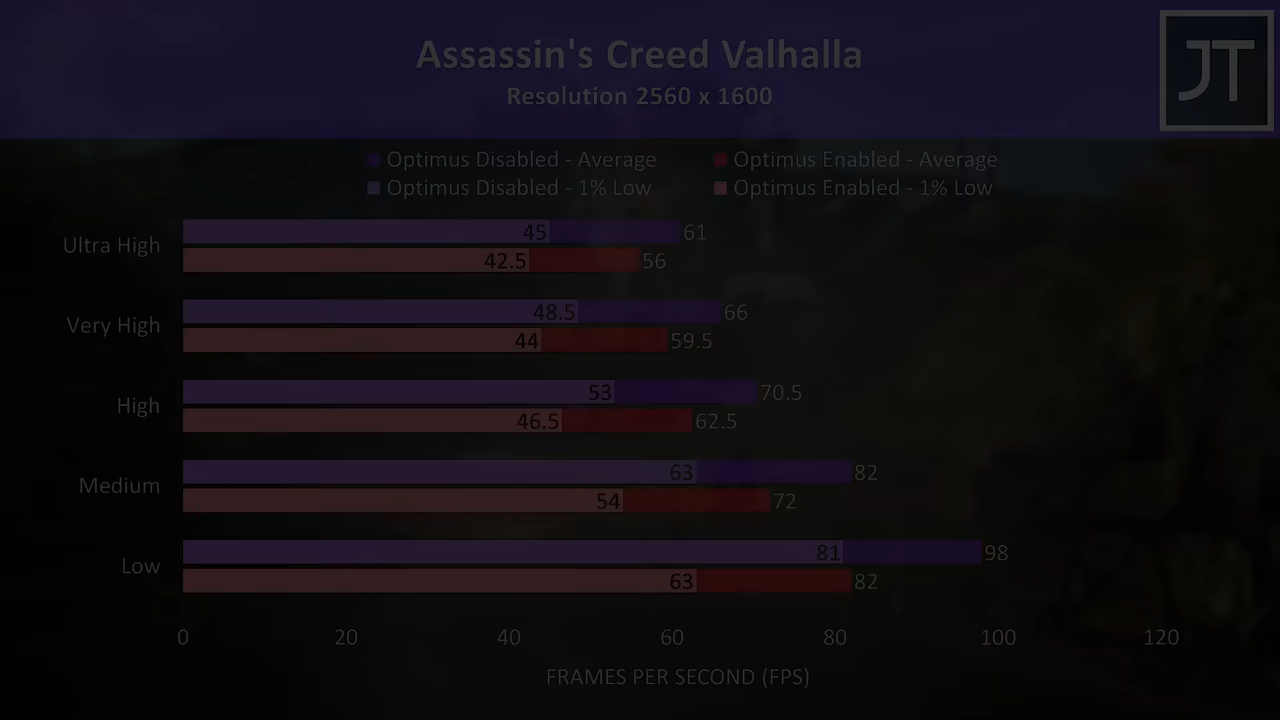 Assassin's Creed Valhalla
Resolution 2560 x 1600
JT
Optimus Disabled - Average
Optimus Enabled - Average
Optimus Disabled - 1% Low
Optimus Enabled - 1% Low
Ultra High
45
61
42.5
56
Very High
48.5
66
44
59.5
High
53
70.5
46.5
62.5
Medium
63
82
54
72
Low
81
98
63
82
0 20 40 60 80 100 120
FRAMES PER SECOND (FPS)